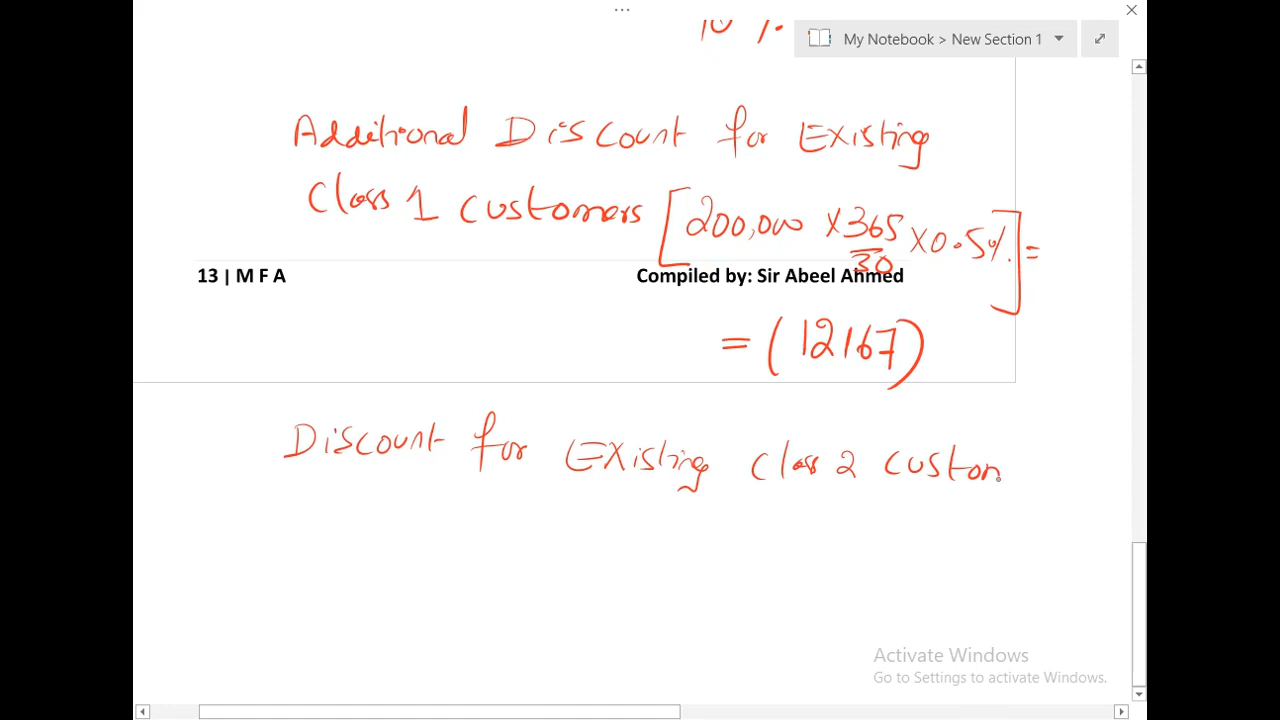 10 %.
My Notebook > New Section 1
Additional Discount for Existing
Class 1 customers [200,000 × 365/30 × 0.5%] =
13 | M F A
Compiled by: Sir Abeel Ahmed
= (12167)
Discount for Existing Class 2 custom
Activate Windows
Go to Settings to activate Windows.